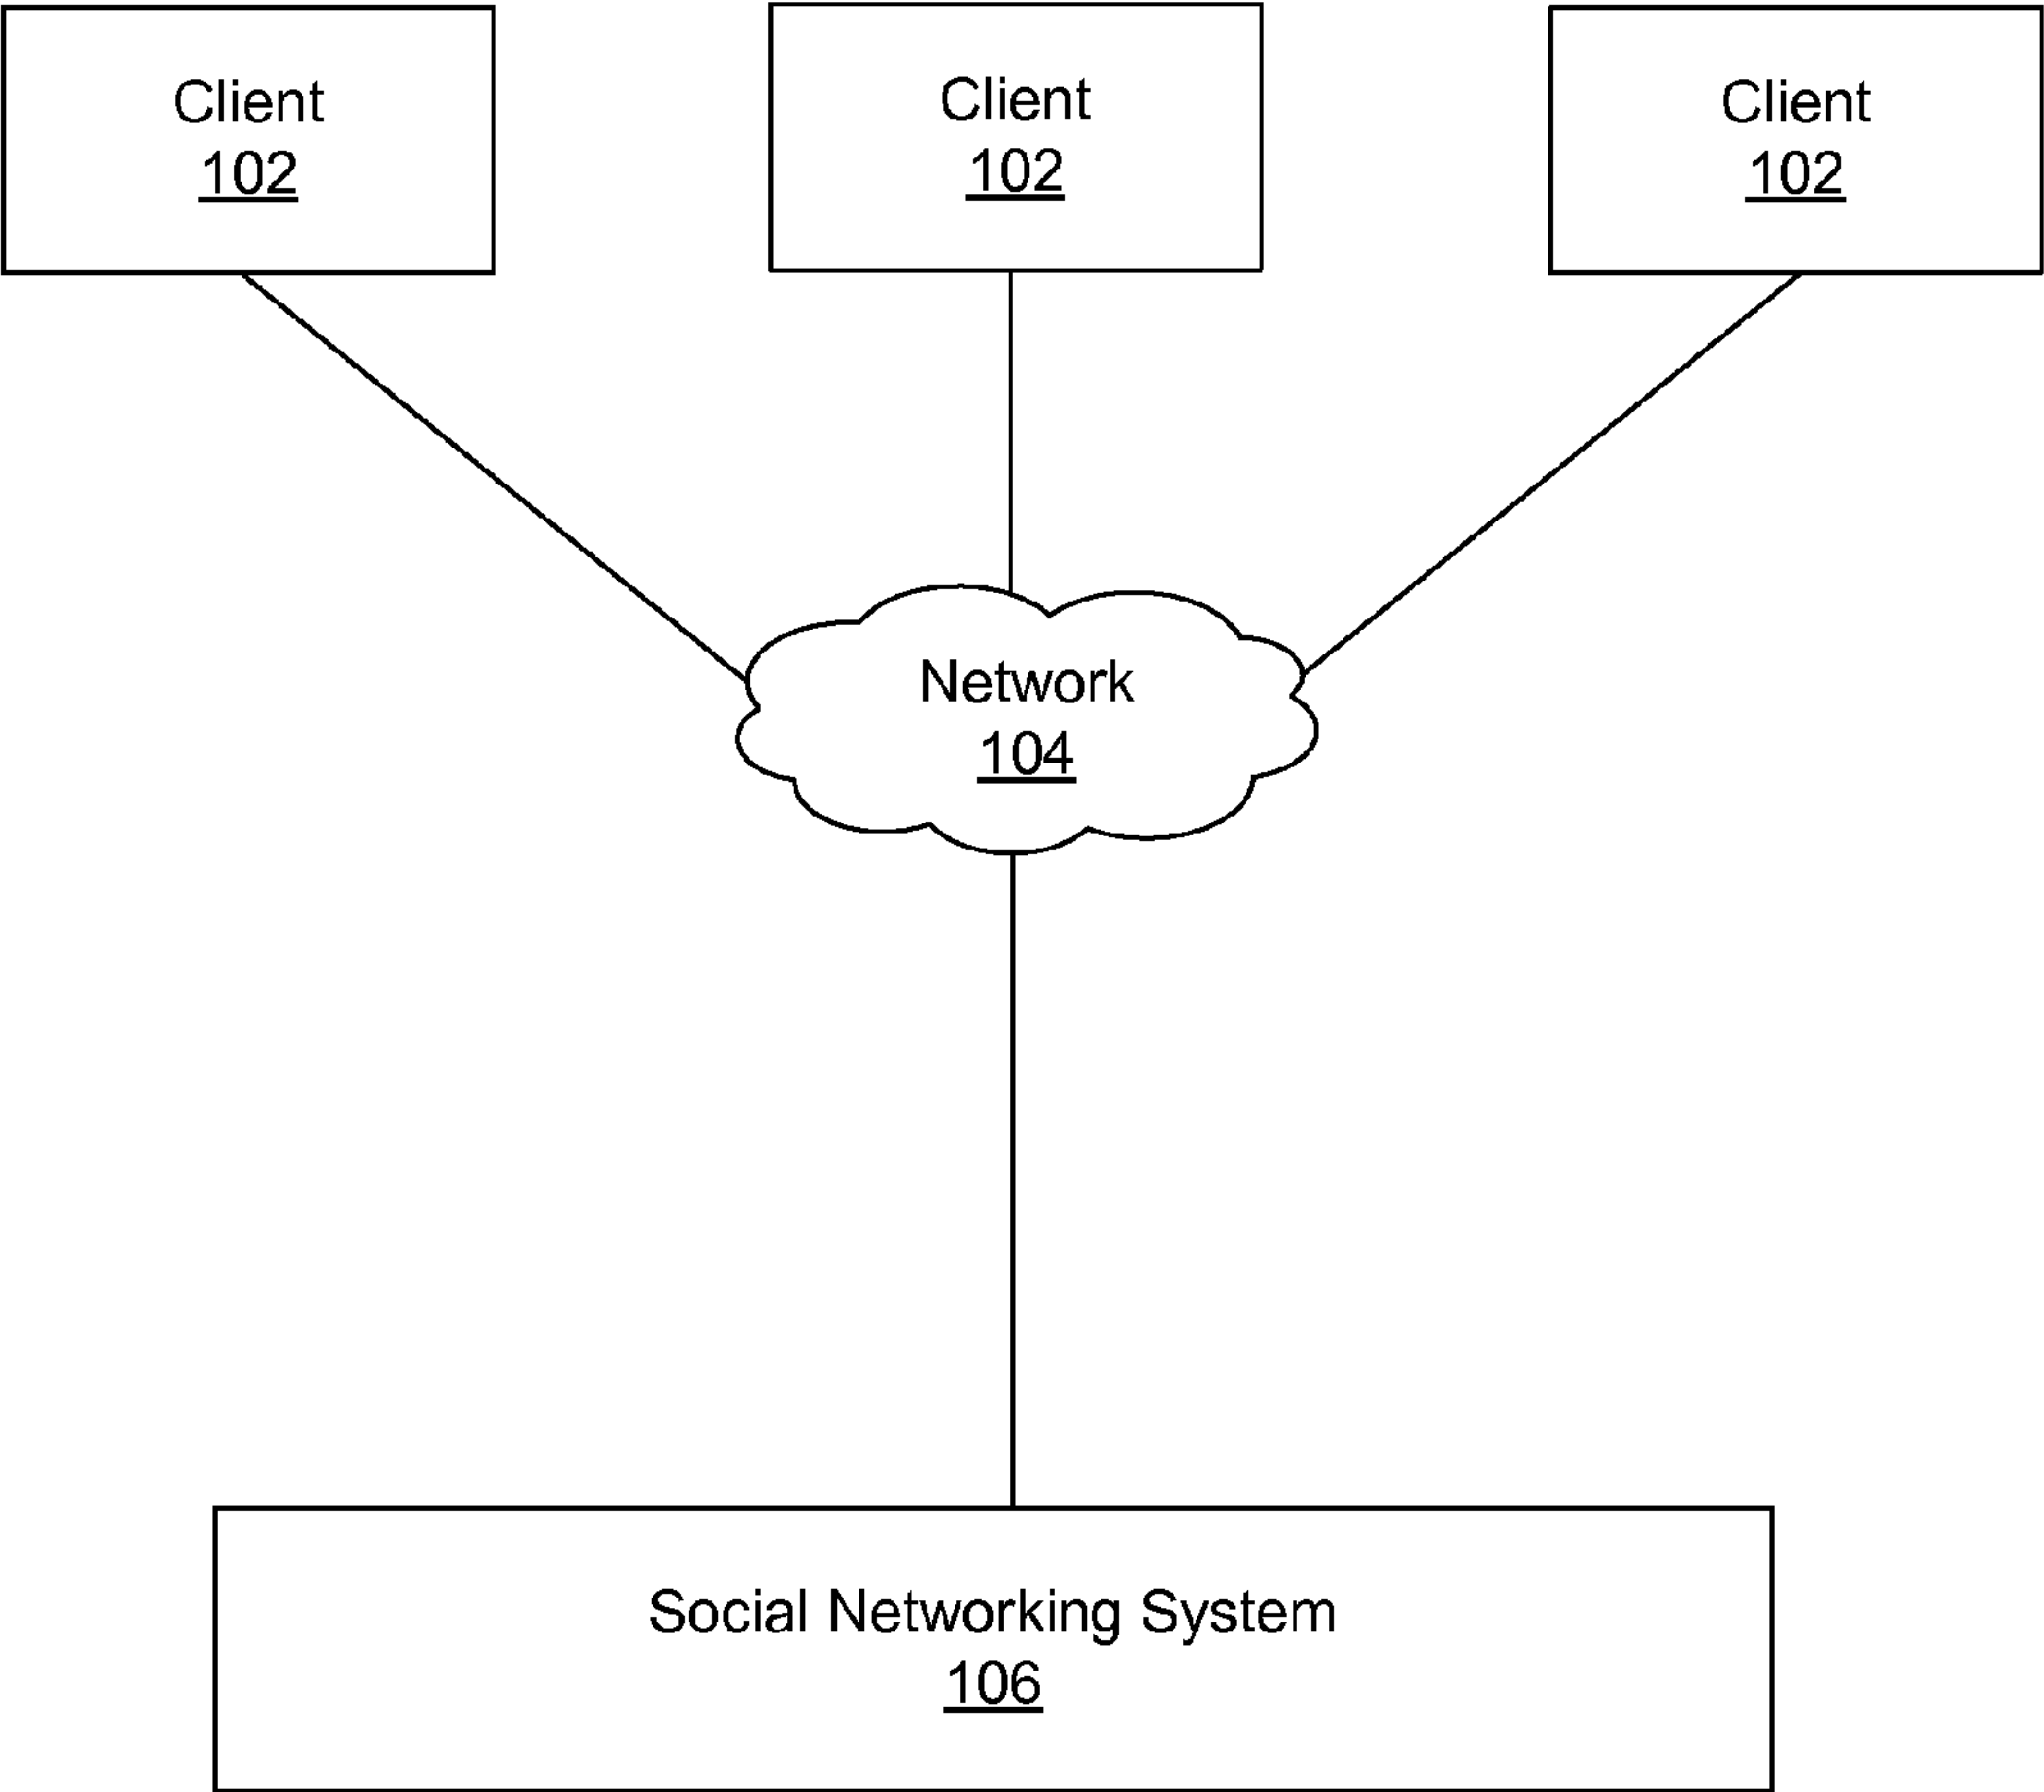 Client
102
Client
102
Client
102
Network
104
Social Networking System
106